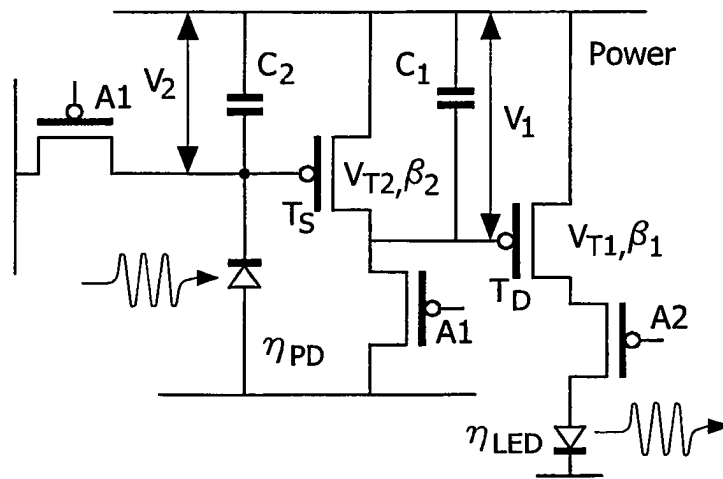 Power
V2
C2
C1
V1
A1
VT2,β2
TS
VT1,β1
TD
A1
A2
ηPD
ηLED